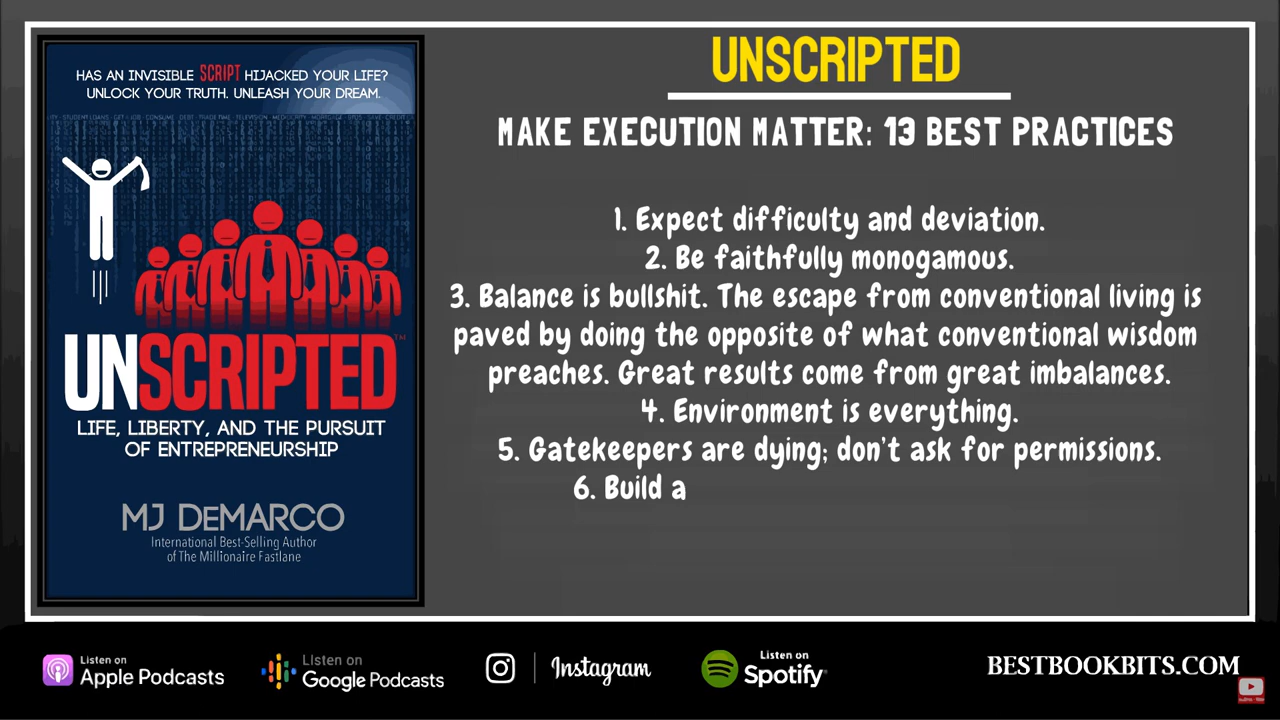 HAS AN INVISIBLE SCRIPT HIJACKED YOUR LIFE?
UNLOCK YOUR TRUTH. UNLEASH YOUR DREAM.
UNSCRIPTED™
LIFE, LIBERTY, AND THE PURSUIT
OF ENTREPRENEURSHIP
MJ DeMARCO
International Best-Selling Author
of The Millionaire Fastlane
UNSCRIPTED
MAKE EXECUTION MATTER: 13 BEST PRACTICES
1. Expect difficulty and deviation.
2. Be faithfully monogamous.
3. Balance is bullshit. The escape from conventional living is
paved by doing the opposite of what conventional wisdom
preaches. Great results come from great imbalances.
4. Environment is everything.
5. Gatekeepers are dying; don't ask for permissions.
6. Build a
Listen on
Apple Podcasts
Listen on
Google Podcasts
Instagram
Listen on
Spotify
BESTBOOKBITS.COM